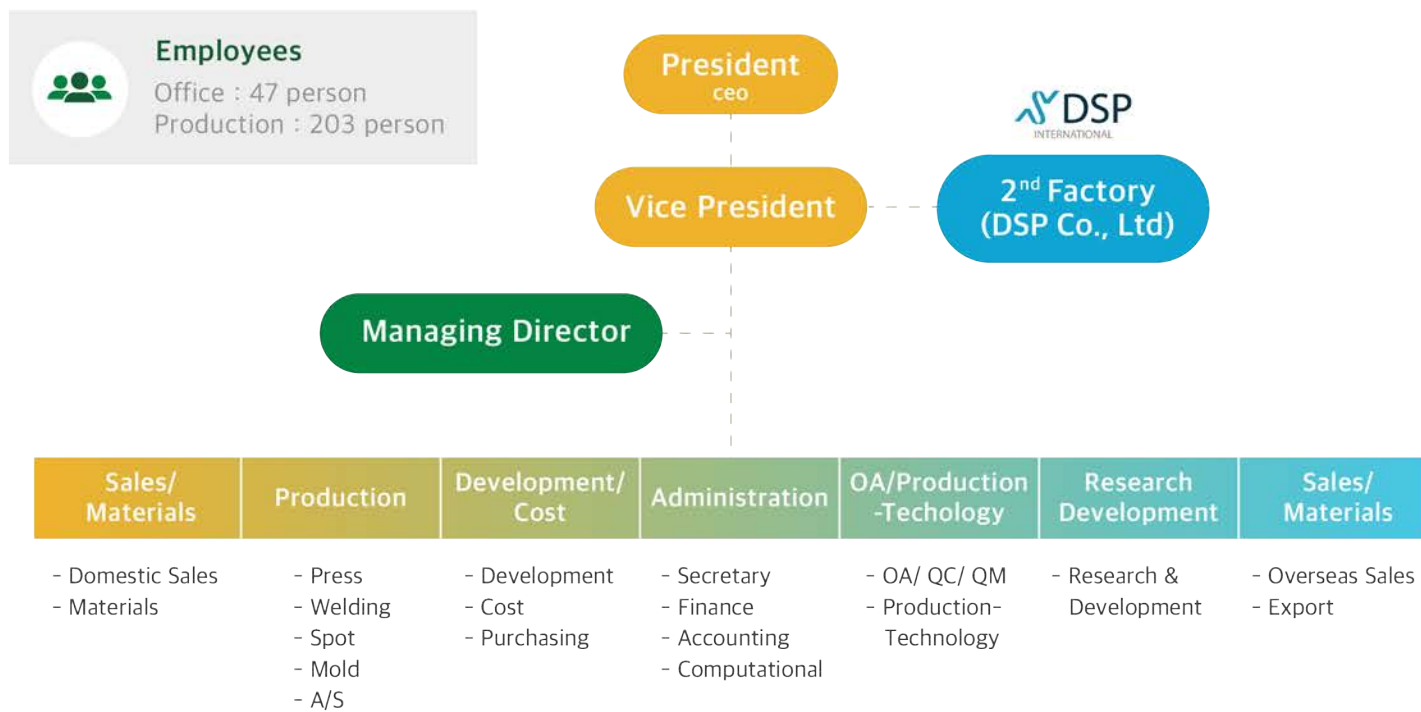 Employees
Office : 47 person
Production : 203 person
President
ceo
DSP
INTERNATIONAL
Vice President
2nd Factory
(DSP Co., Ltd)
Managing Director
Sales/
Materials
- Domestic Sales
- Materials
Production
- Press
- Welding
- Spot
- Mold
- A/S
Development/
Cost
- Development
- Cost
- Purchasing
Administration
- Secretary
- Finance
- Accounting
- Computational
OA/Production
-Techology
- OA/ QC/ QM
- Production-
Technology
Research
Development
- Research &
Development
Sales/
Materials
- Overseas Sales
- Export